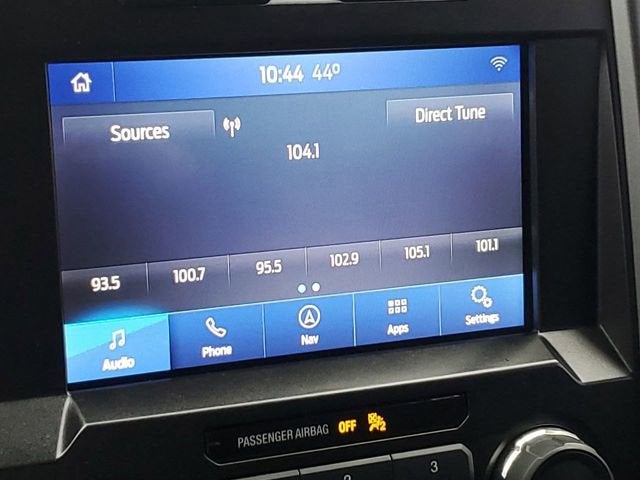 10:44 44°
Sources
Direct Tune
104.1
93.5 100.7 95.5 102.9 105.1 101.1
Audio Phone Nav Apps Settings
PASSENGER AIRBAG OFF 2
2 3